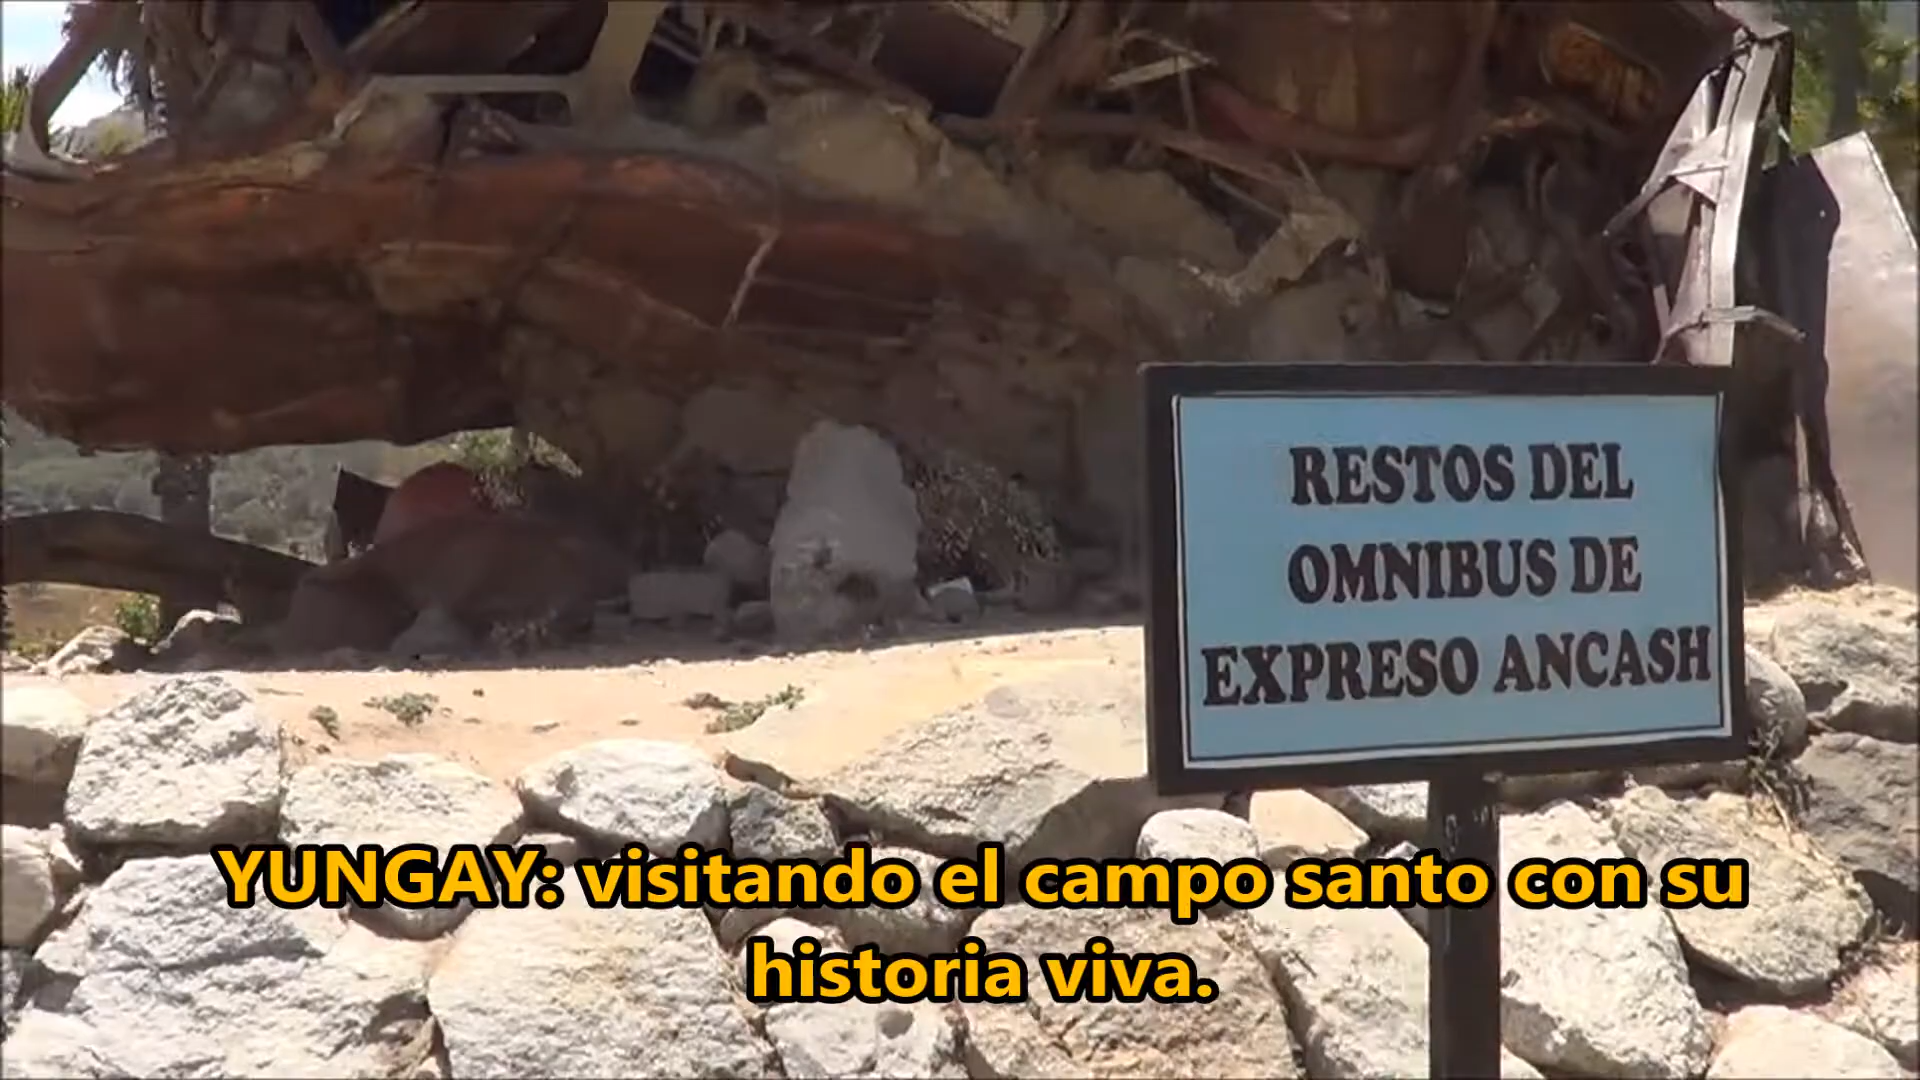 RESTOS DEL
OMNIBUS DE
EXPRESO ANCASH
YUNGAY: visitando el campo santo con su
historia viva.